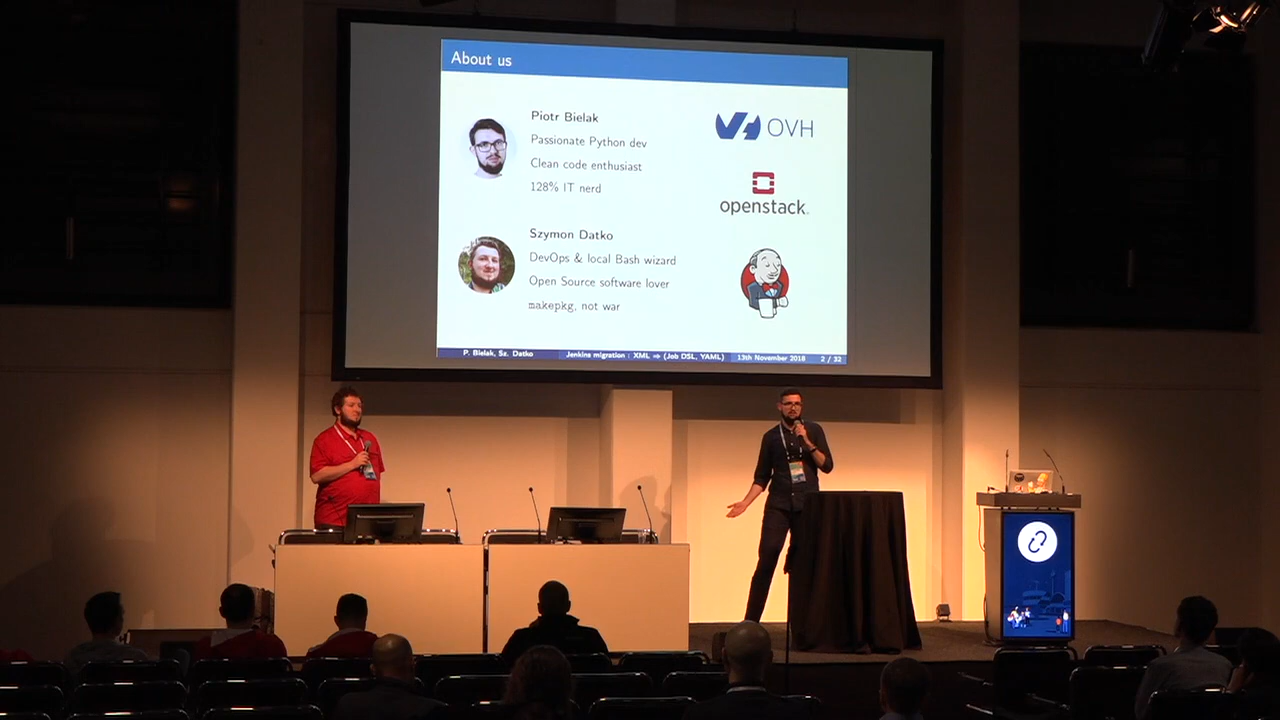 About us
Piotr Bielak
Passionate Python dev
Clean code enthusiast
128% IT nerd
OVH
openstack.
Szymon Datko
DevOps & local Bash wizard
Open Source software lover
makepkg, not war
P. Bielak, Sz. Datko
Jenkins migration : XML ⇒ (Job DSL, YAML)
13th November 2018
2 / 32